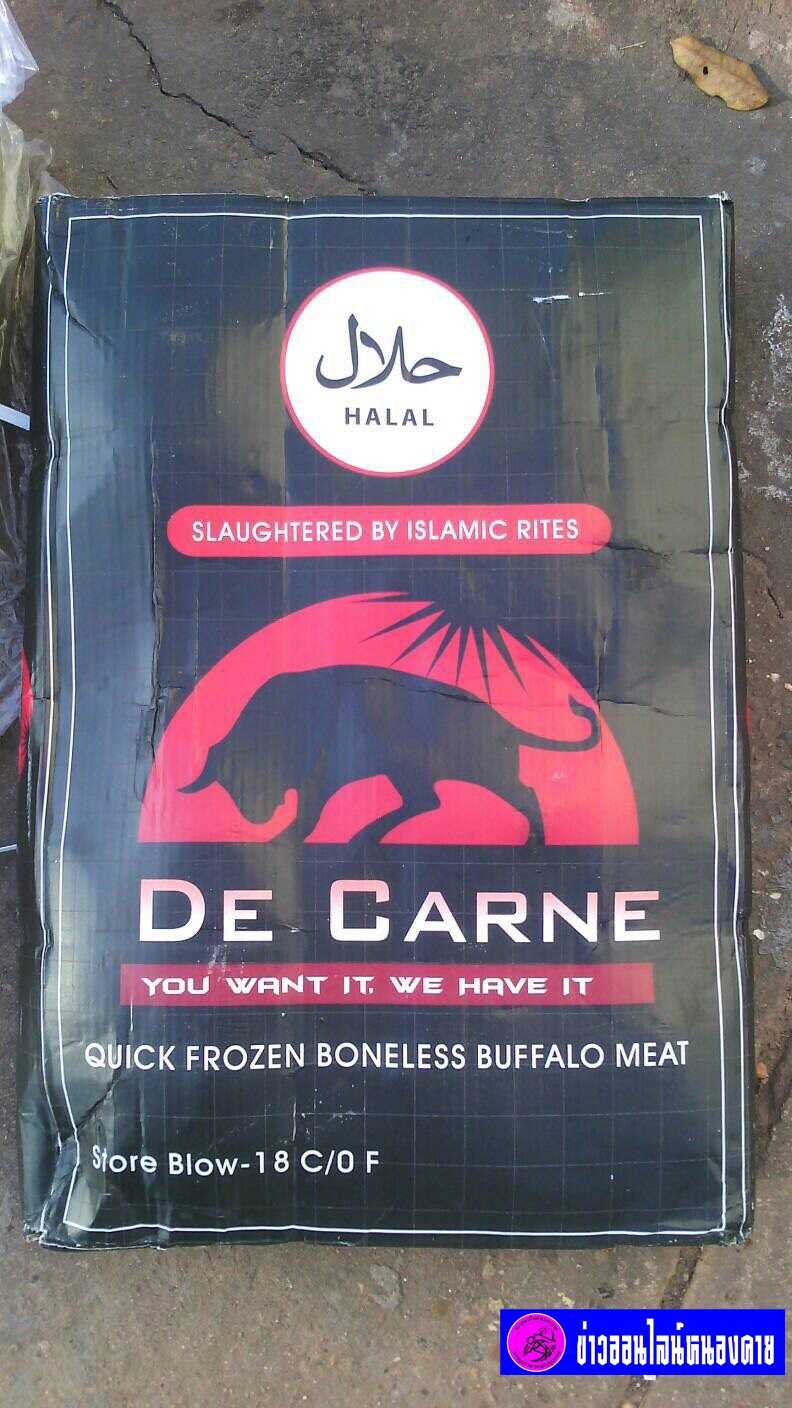 حلال
HALAL
SLAUGHTERED BY ISLAMIC RITES
DE CARNE
YOU WANT IT, WE HAVE IT
QUICK FROZEN BONELESS BUFFALO MEAT
Store Blow-18 C/0 F
ข่าวออนไลน์หนองคาย